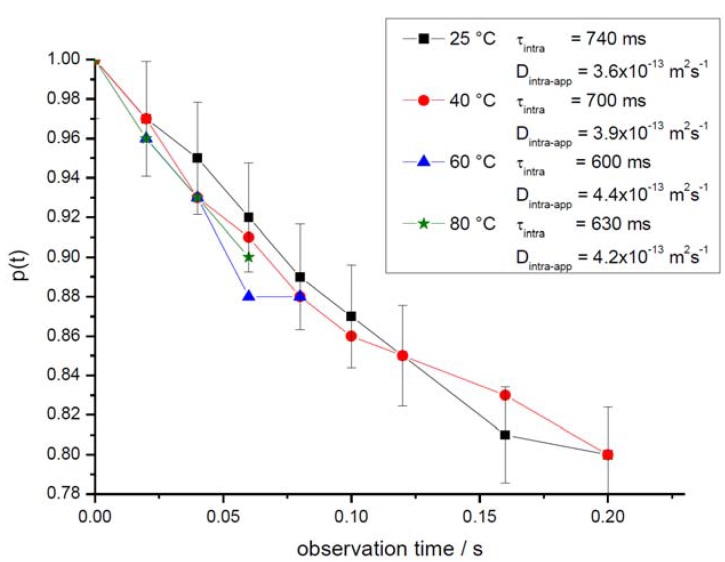 25 °C τintra = 740 ms
Dintra-app = 3.6x10-13 m2s-1
40 °C τintra = 700 ms
Dintra-app = 3.9x10-13 m2s-1
60 °C τintra = 600 ms
Dintra-app = 4.4x10-13 m2s-1
80 °C τintra = 630 ms
Dintra-app = 4.2x10-13 m2s-1
p(t)
1.00
0.98
0.96
0.94
0.92
0.90
0.88
0.86
0.84
0.82
0.80
0.78
0.00 0.05 0.10 0.15 0.20
observation time / s